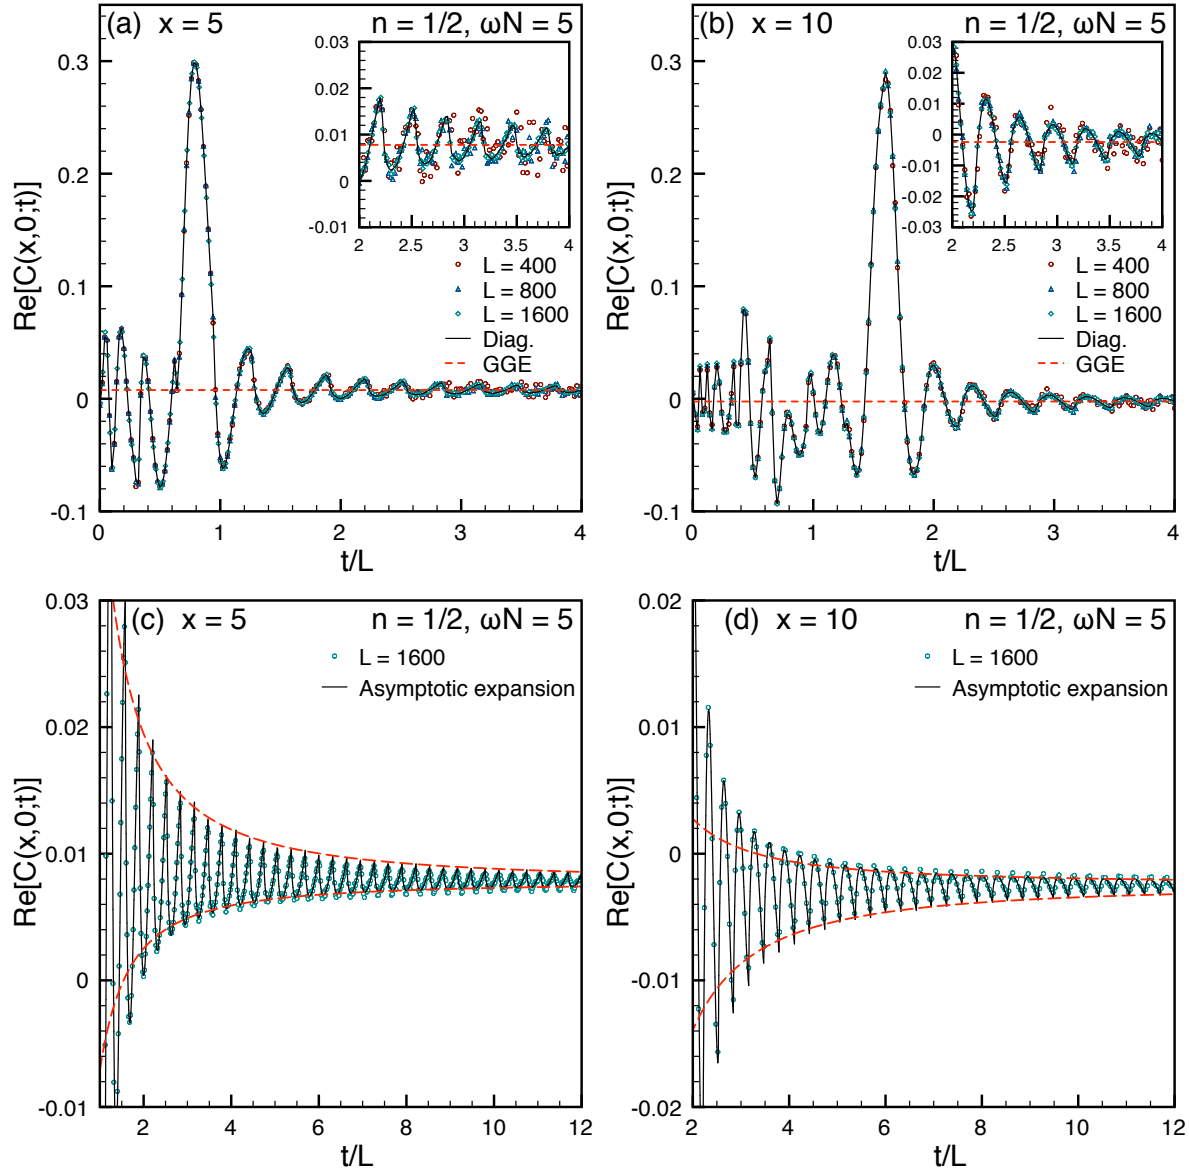 (a) x = 5 n = 1/2, ωN = 5
Re[C(x,0;t)]
0.3
0.2
0.1
0
-0.1
0 1 2 3 4
t/L
0.03
0.02
0.01
0
-0.01
2 2.5 3 3.5 4
L = 400
L = 800
L = 1600
Diag.
GGE
(b) x = 10 n = 1/2, ωN = 5
Re[C(x,0;t)]
0.3
0.2
0.1
0
-0.1
0 1 2 3 4
t/L
0.03
0.02
0.01
0
-0.01
-0.02
-0.03
2 2.5 3 3.5 4
L = 400
L = 800
L = 1600
Diag.
GGE
(c) x = 5 n = 1/2, ωN = 5
Re[C(x,0;t)]
0.03
0.02
0.01
0
-0.01
2 4 6 8 10 12
t/L
L = 1600
Asymptotic expansion
(d) x = 10 n = 1/2, ωN = 5
Re[C(x,0;t)]
0.02
0.01
0
-0.01
-0.02
2 4 6 8 10 12
t/L
L = 1600
Asymptotic expansion